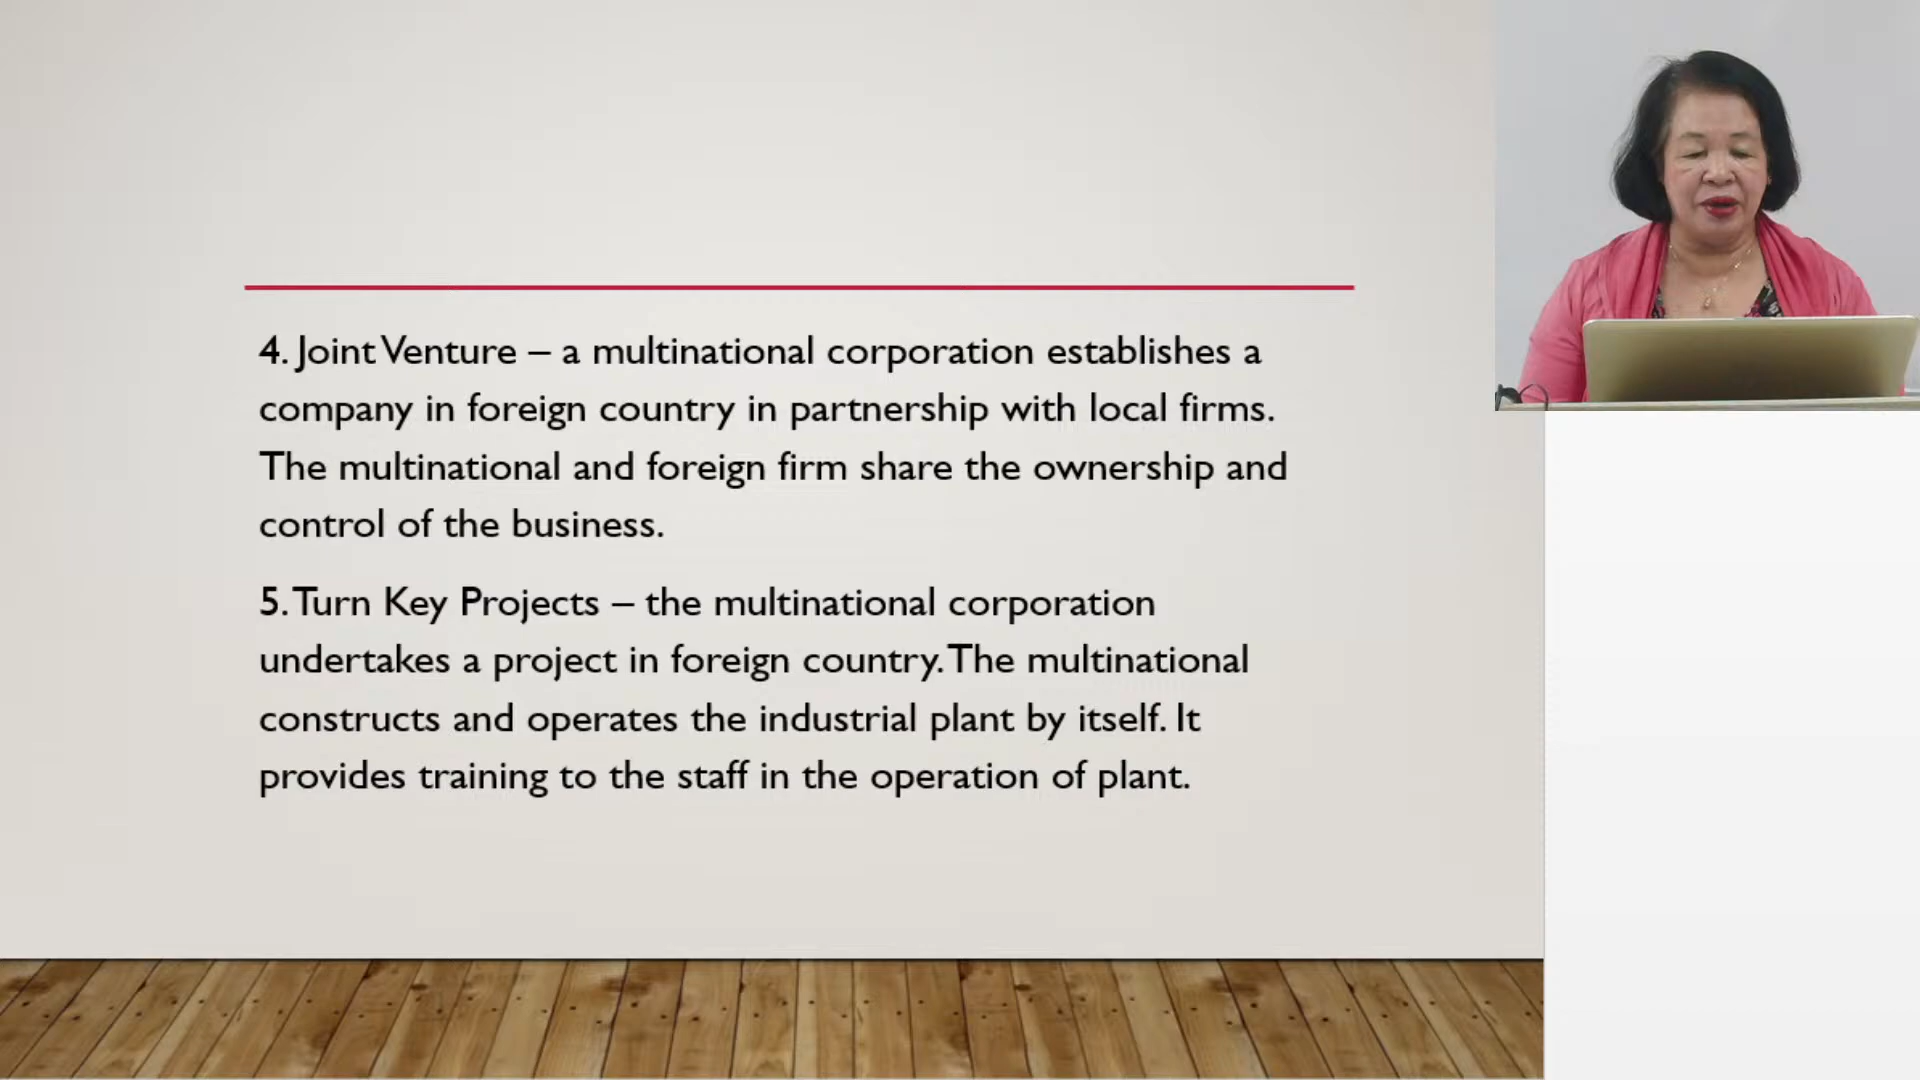 4. Joint Venture – a multinational corporation establishes a
company in foreign country in partnership with local firms.
The multinational and foreign firm share the ownership and
control of the business.
5. Turn Key Projects – the multinational corporation
undertakes a project in foreign country. The multinational
constructs and operates the industrial plant by itself. It
provides training to the staff in the operation of plant.